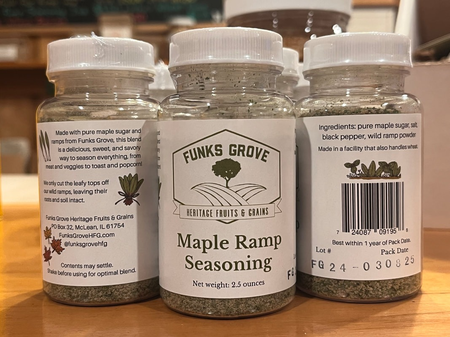 Made with pure maple sugar and
ramps from Funks Grove, this blend
is a delicious, sweet, and savory
way to season everything, from
meat and veggies to toast and popcorn.
We only cut the leafy tops off
our wild ramps, leaving their
roots and soil intact.
Funks Grove Heritage Fruits & Grains
PO Box 32, McLean, IL 61754
FunksGroveHFG.com
@funksgrovehfg
Contents may settle.
Shake before using for optimal blend.
FUNKS GROVE
HERITAGE FRUITS & GRAINS
Maple Ramp
Seasoning
Net weight: 2.5 ounces
Ingredients: pure maple sugar, salt,
black pepper, wild ramp powder
Made in a facility that also handles wheat.
7 24087 09195
Best within 1 year of Pack Date.
Lot # Pack Date
FG 24 - 030825